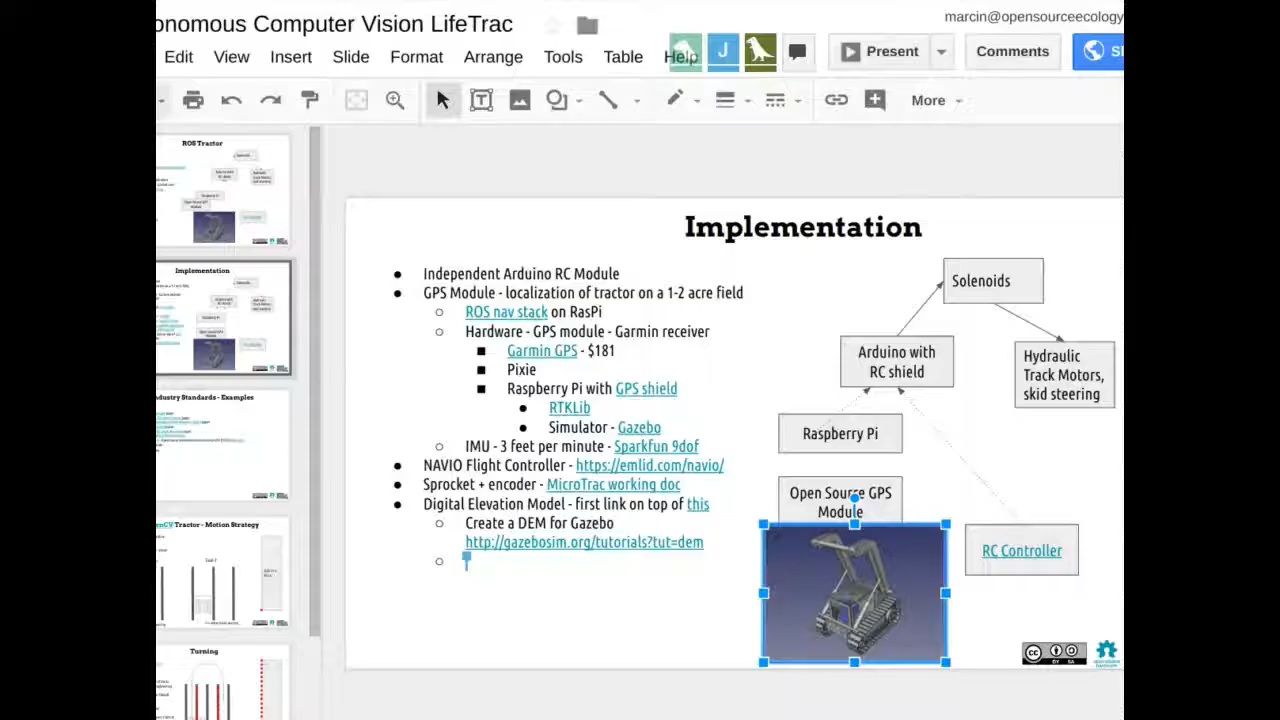 onomous Computer Vision LifeTrac
marcin@opensourceecology
Edit View Insert Slide Format Arrange Tools Table Help
J
Present
Comments
More
ROS Tractor
Implementation
ndustry Standards - Examples
enCV Tractor - Motion Strategy
Turning
Implementation
● Independent Arduino RC Module
● GPS Module - localization of tractor on a 1-2 acre field
○ ROS nav stack on RasPi
Hardware - GPS module - Garmin receiver
■ Garmin GPS - $181
■ Pixie
■ Raspberry Pi with GPS shield
● RTKLib
● Simulator - Gazebo
○ IMU - 3 feet per minute - Sparkfun 9dof
● NAVIO Flight Controller - https://emlid.com/navio/
● Sprocket + encoder - MicroTrac working doc
● Digital Elevation Model - first link on top of this
○ Create a DEM for Gazebo
http://gazebosim.org/tutorials?tut=dem
○
Solenoids
Arduino with
RC shield
Hydraulic
Track Motors,
skid steering
Raspberry Pi
Open Source GPS
Module
RC Controller
CC
BY SA